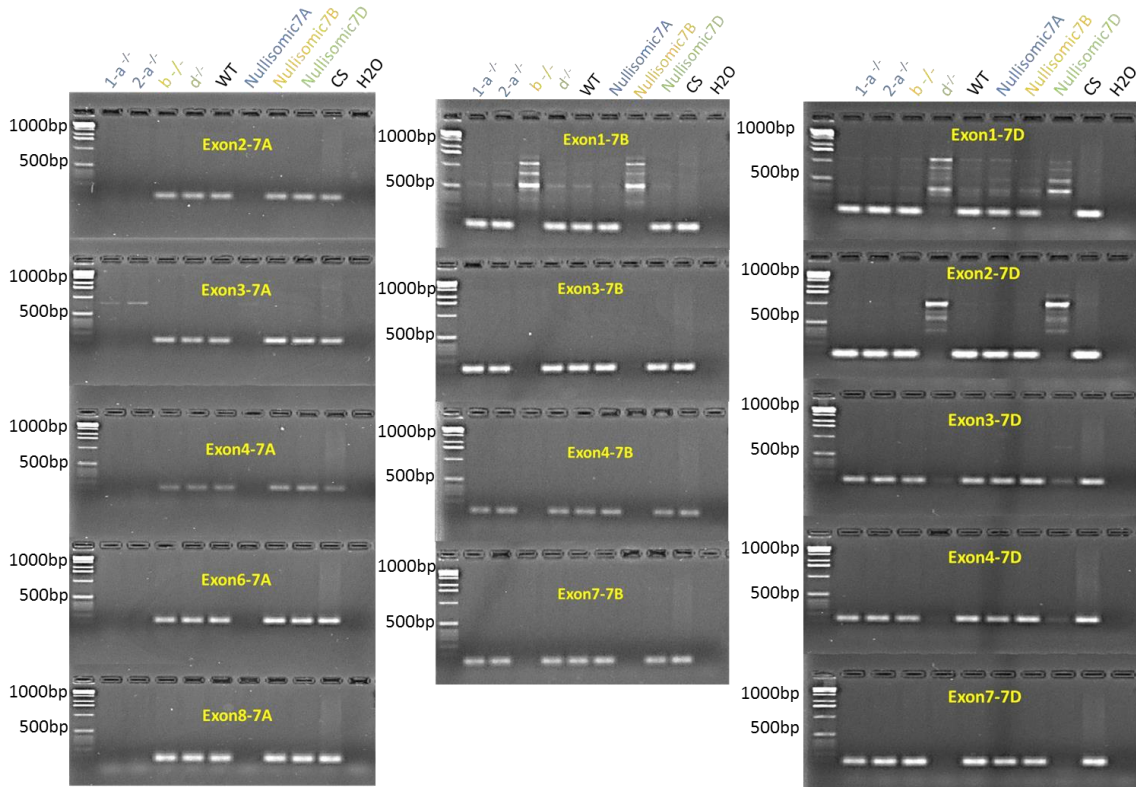 1-a -/-
2-a -/-
b -/-
d -/-
WT
Nullisomic7A
Nullisomic7B
Nullisomic7D
CS
H2O
1000bp
500bp
Exon2-7A
1000bp
500bp
Exon3-7A
1000bp
500bp
Exon4-7A
1000bp
500bp
Exon6-7A
1000bp
500bp
Exon8-7A
1-a -/-
2-a -/-
b -/-
d -/-
WT
Nullisomic7A
Nullisomic7B
Nullisomic7D
CS
H2O
1000bp
500bp
Exon1-7B
1000bp
500bp
Exon3-7B
1000bp
500bp
Exon4-7B
1000bp
500bp
Exon7-7B
1-a -/-
2-a -/-
b -/-
d -/-
WT
Nullisomic7A
Nullisomic7B
Nullisomic7D
CS
H2O
1000bp
500bp
Exon1-7D
1000bp
500bp
Exon2-7D
1000bp
500bp
Exon3-7D
1000bp
500bp
Exon4-7D
1000bp
500bp
Exon7-7D